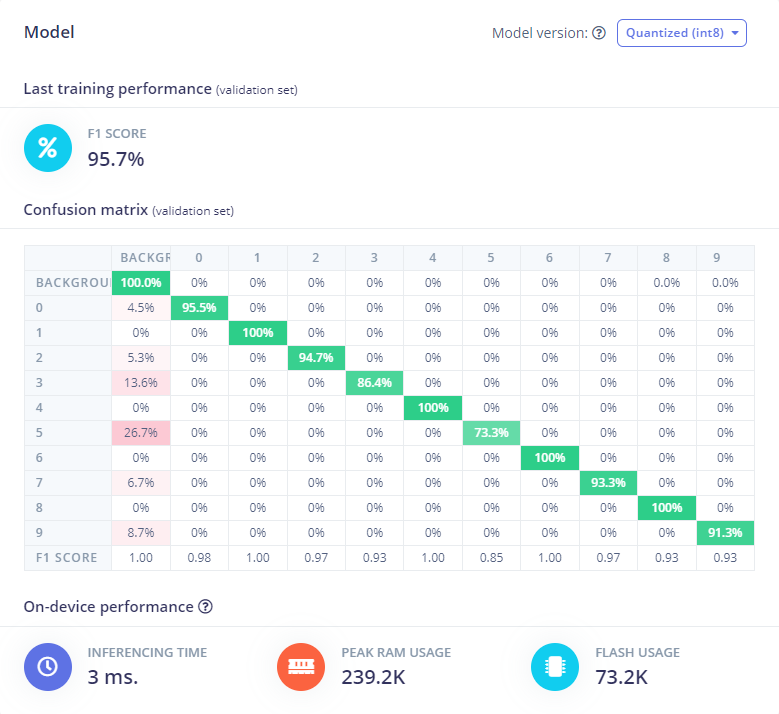 Model
Model version: Quantized (int8)
Last training performance (validation set)
F1 SCORE
95.7%
Confusion matrix (validation set)
BACKGR 0 1 2 3 4 5 6 7 8 9
BACKGROU 100.0% 0% 0% 0% 0% 0% 0% 0% 0% 0.0% 0.0%
0 4.5% 95.5% 0% 0% 0% 0% 0% 0% 0% 0% 0%
1 0% 0% 100% 0% 0% 0% 0% 0% 0% 0% 0%
2 5.3% 0% 0% 94.7% 0% 0% 0% 0% 0% 0% 0%
3 13.6% 0% 0% 0% 86.4% 0% 0% 0% 0% 0% 0%
4 0% 0% 0% 0% 0% 100% 0% 0% 0% 0% 0%
5 26.7% 0% 0% 0% 0% 0% 73.3% 0% 0% 0% 0%
6 0% 0% 0% 0% 0% 0% 0% 100% 0% 0% 0%
7 6.7% 0% 0% 0% 0% 0% 0% 0% 93.3% 0% 0%
8 0% 0% 0% 0% 0% 0% 0% 0% 0% 100% 0%
9 8.7% 0% 0% 0% 0% 0% 0% 0% 0% 0% 91.3%
F1 SCORE 1.00 0.98 1.00 0.97 0.93 1.00 0.85 1.00 0.97 0.93 0.93
On-device performance
INFERENCING TIME
3 ms.
PEAK RAM USAGE
239.2K
FLASH USAGE
73.2K